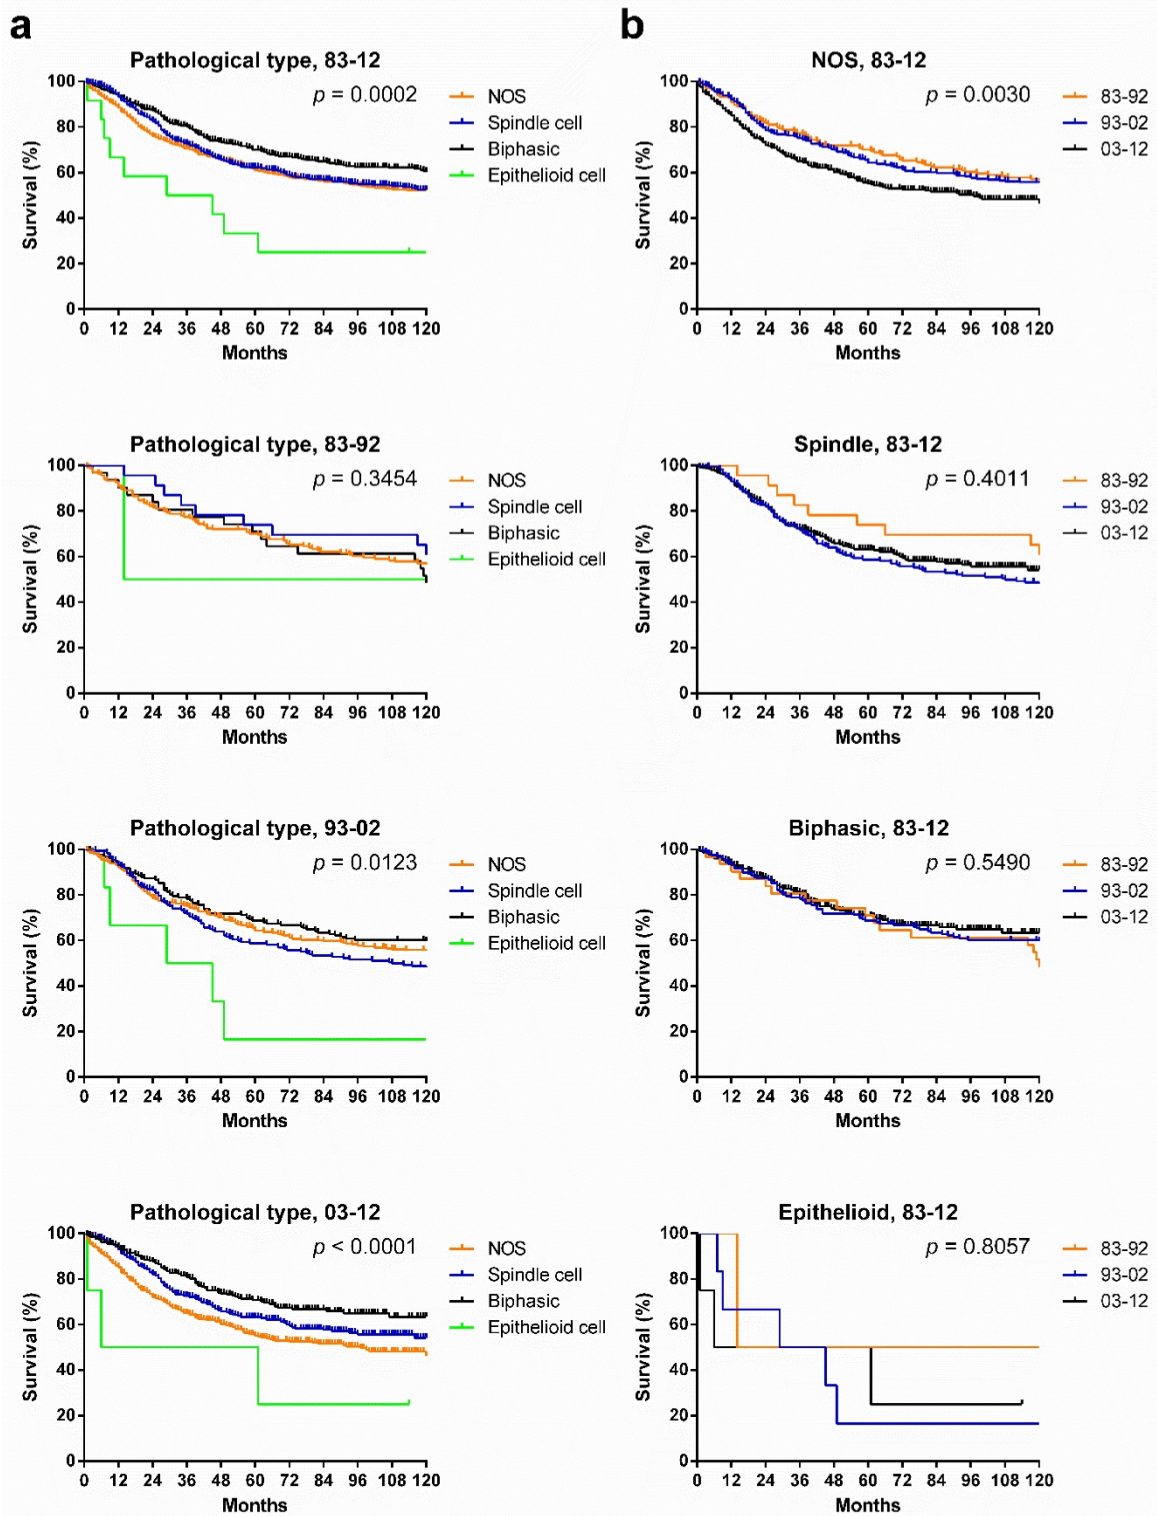 a
Pathological type, 83-12
p = 0.0002
100
80
60
40
20
0
Survival (%)
0 12 24 36 48 60 72 84 96 108 120
Months
NOS
Spindle cell
Biphasic
Epithelioid cell
Pathological type, 83-92
p = 0.3454
100
80
60
40
20
0
Survival (%)
0 12 24 36 48 60 72 84 96 108 120
Months
NOS
Spindle cell
Biphasic
Epithelioid cell
Pathological type, 93-02
p = 0.0123
100
80
60
40
20
0
Survival (%)
0 12 24 36 48 60 72 84 96 108 120
Months
NOS
Spindle cell
Biphasic
Epithelioid cell
Pathological type, 03-12
p < 0.0001
100
80
60
40
20
0
Survival (%)
0 12 24 36 48 60 72 84 96 108 120
Months
NOS
Spindle cell
Biphasic
Epithelioid cell
b
NOS, 83-12
p = 0.0030
100
80
60
40
20
0
Survival (%)
0 12 24 36 48 60 72 84 96 108 120
Months
83-92
93-02
03-12
Spindle, 83-12
p = 0.4011
100
80
60
40
20
0
Survival (%)
0 12 24 36 48 60 72 84 96 108 120
Months
83-92
93-02
03-12
Biphasic, 83-12
p = 0.5490
100
80
60
40
20
0
Survival (%)
0 12 24 36 48 60 72 84 96 108 120
Months
83-92
93-02
03-12
Epithelioid, 83-12
p = 0.8057
100
80
60
40
20
0
Survival (%)
0 12 24 36 48 60 72 84 96 108 120
Months
83-92
93-02
03-12